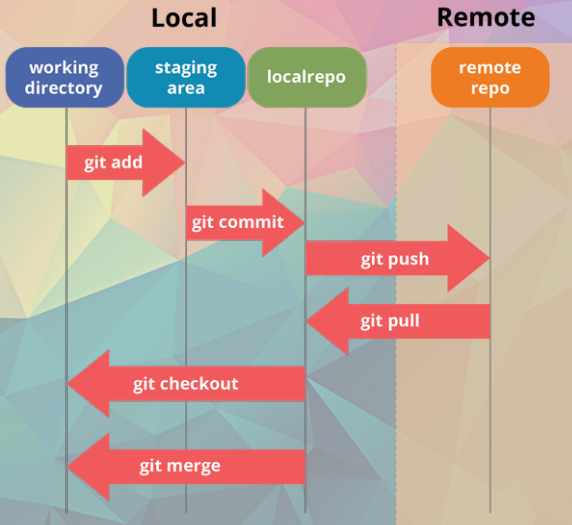 Local
Remote
working
directory
staging
area
localrepo
remote
repo
git add
git commit
git push
git pull
git checkout
git merge